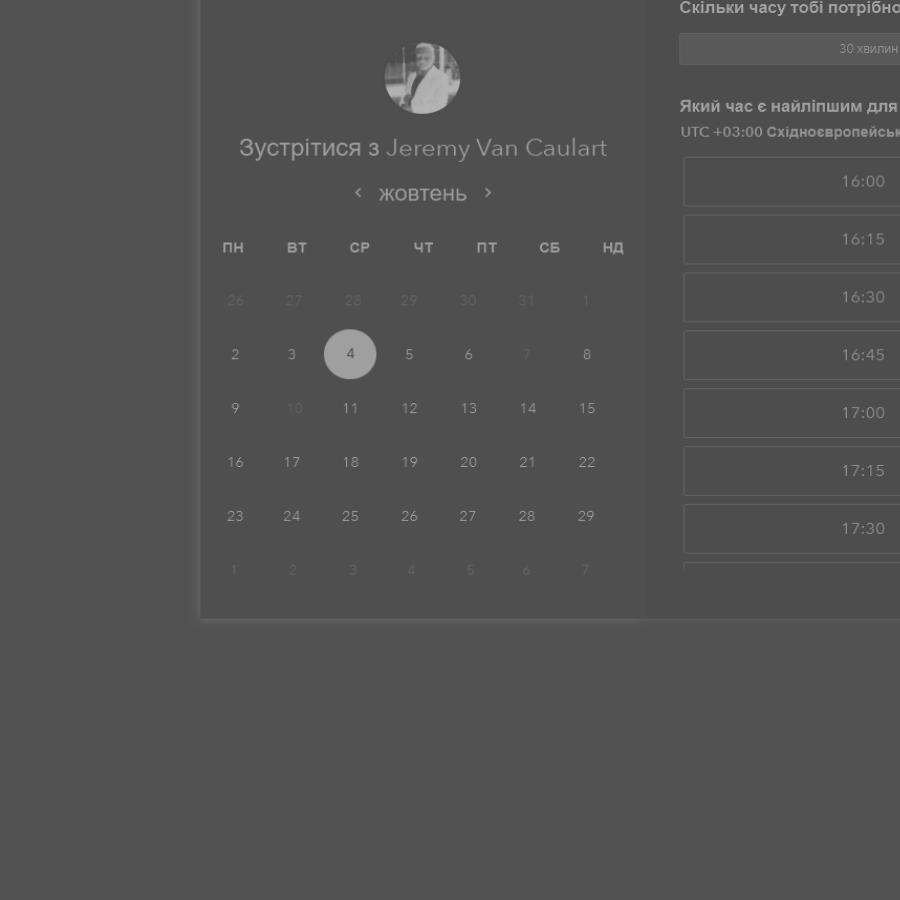 Скільки часу тобі потрібно
30 хвилин
Зустрітися з Jeremy Van Caulart
жовтень
ПН ВТ СР ЧТ ПТ СБ НД
26 27 28 29 30 31 1
2 3 4 5 6 7 8
9 10 11 12 13 14 15
16 17 18 19 20 21 22
23 24 25 26 27 28 29
1 2 3 4 5 6 7
Який час є найліпшим для
UTC +03:00 Східноєвропейськ
16:00
16:15
16:30
16:45
17:00
17:15
17:30